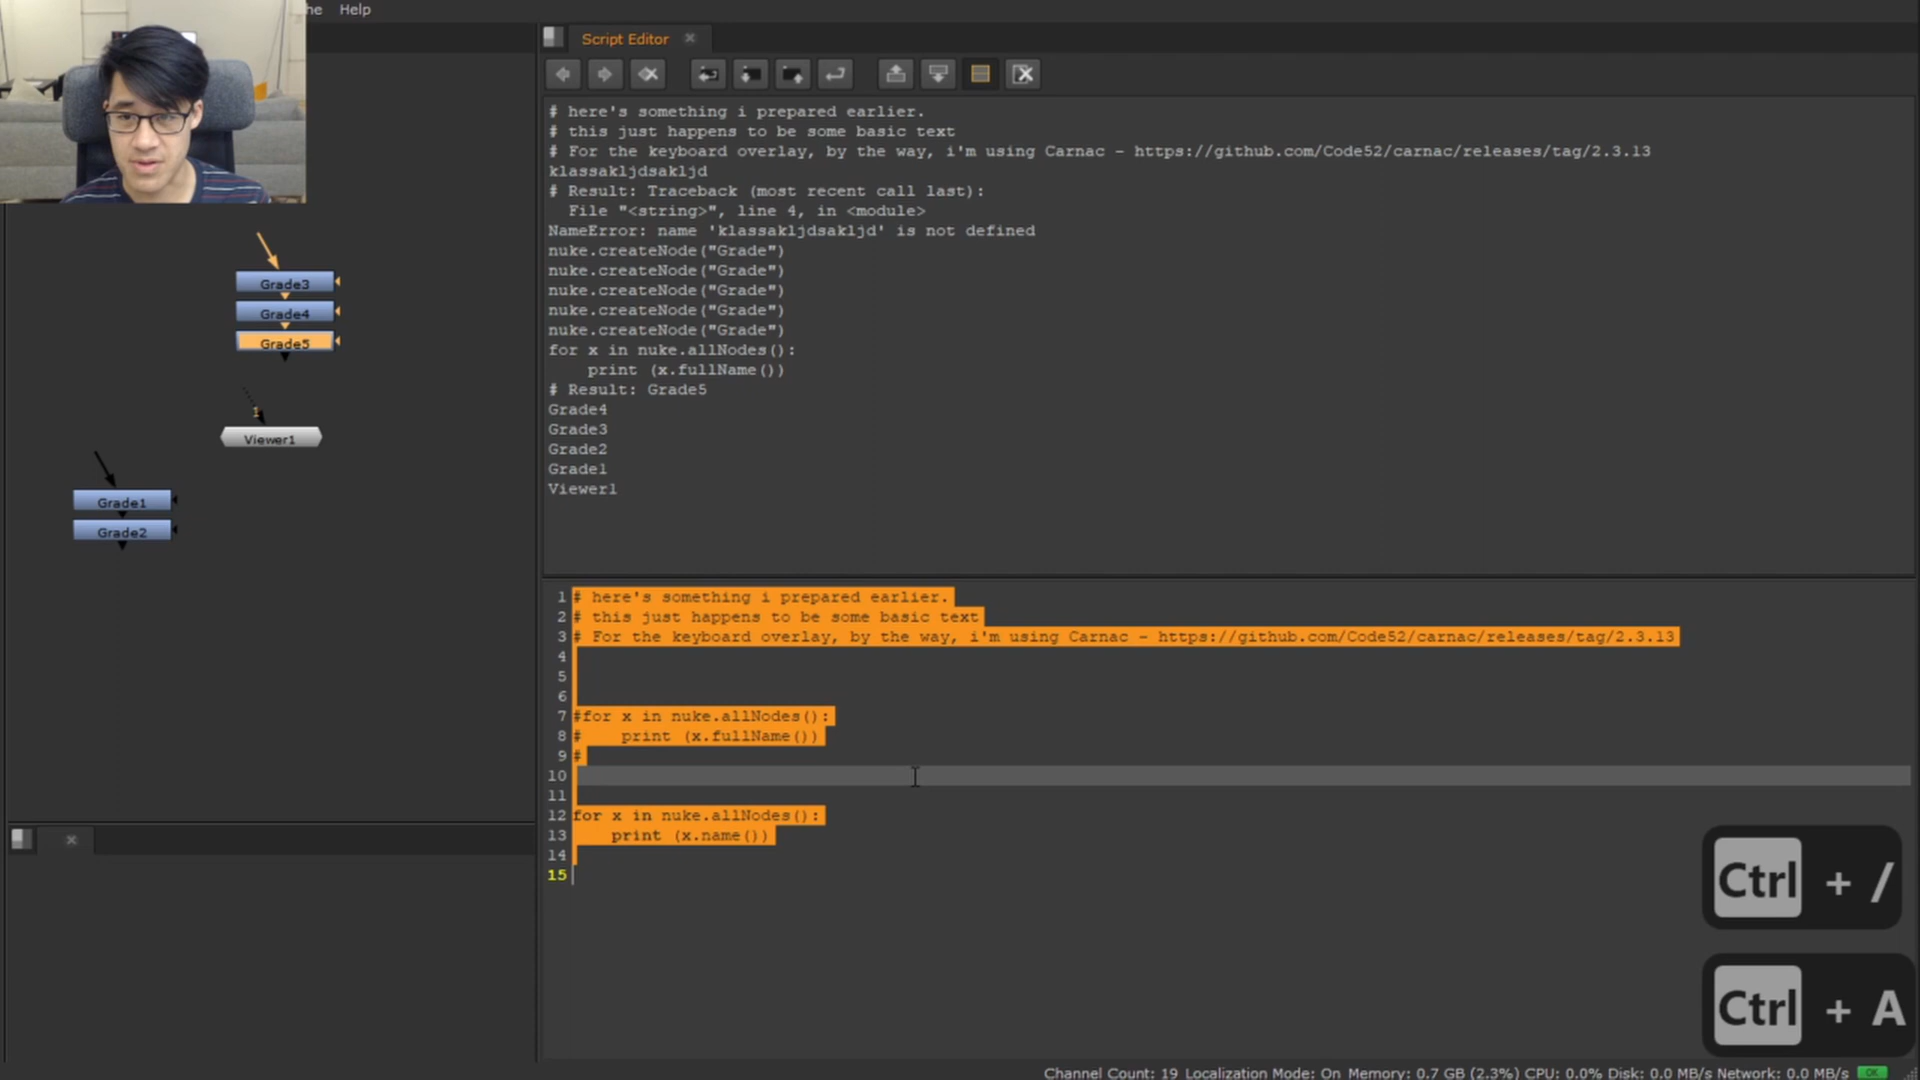 he Help
Script Editor
# here's something i prepared earlier.
# this just happens to be some basic text
# For the keyboard overlay, by the way, i'm using Carnac - https://github.com/Code52/carnac/releases/tag/2.3.13
klassakljdsakljd
# Result: Traceback (most recent call last):
  File "<string>", line 4, in <module>
NameError: name 'klassakljdsakljd' is not defined
nuke.createNode("Grade")
nuke.createNode("Grade")
nuke.createNode("Grade")
nuke.createNode("Grade")
nuke.createNode("Grade")
for x in nuke.allNodes():
    print (x.fullName())
# Result: Grade5
Grade4
Grade3
Grade2
Grade1
Viewer1
Grade3
Grade4
Grade5
1
Viewer1
Grade1
Grade2
1 # here's something i prepared earlier.
2 # this just happens to be some basic text
3 # For the keyboard overlay, by the way, i'm using Carnac - https://github.com/Code52/carnac/releases/tag/2.3.13
4
5
6
7 #for x in nuke.allNodes():
8 #    print (x.fullName())
9 #
10
11
12 for x in nuke.allNodes():
13     print (x.name())
14
15
Ctrl + /
Ctrl + A
Channel Count: 19 Localization Mode: On Memory: 0.7 GB (2.3%) CPU: 0.0% Disk: 0.0 MB/s Network: 0.0 MB/s OK